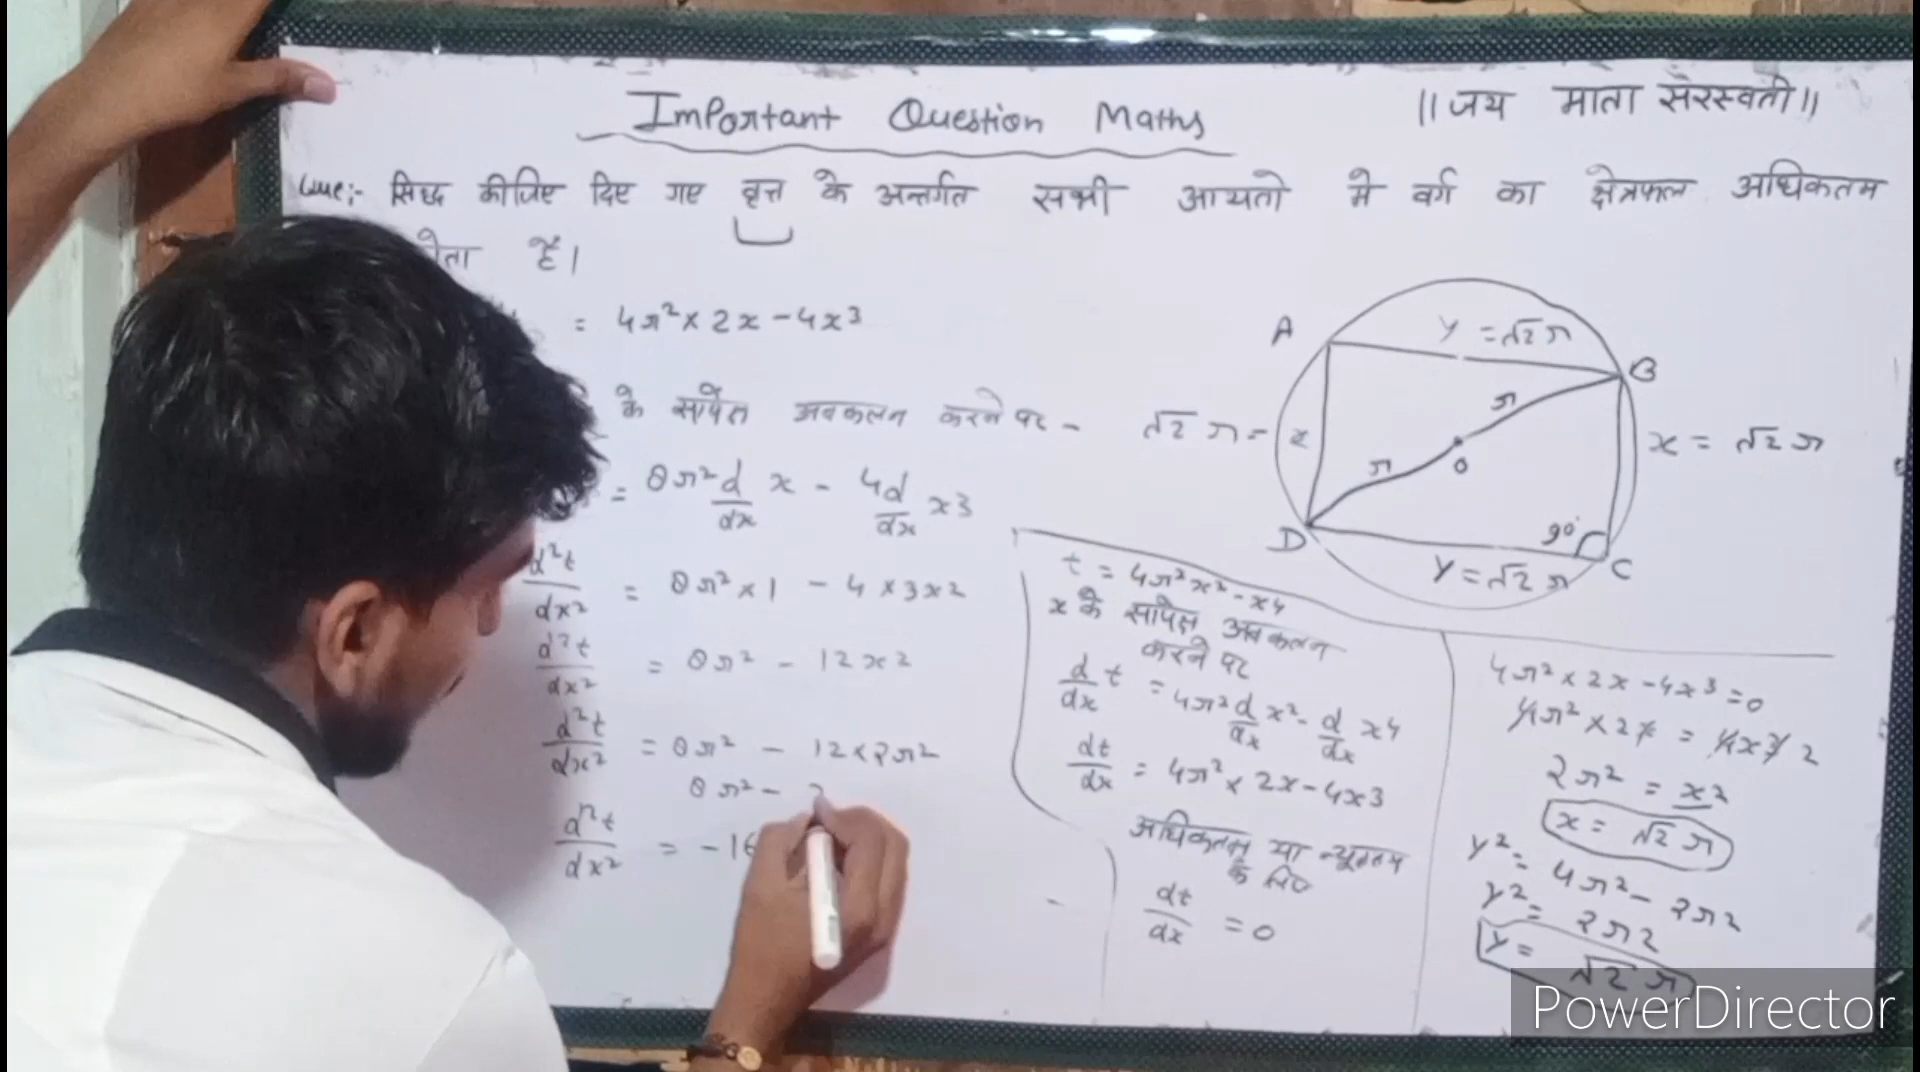 Important Question Maths
॥ जय माता सरस्वती ॥
Que:- सिध्द कीजिए दिए गए वृत्त के अन्तर्गत सभी आयतो मे वर्ग का क्षेत्रफल अधिकतम
है।
= 4r² × 2x - 4x³
के सापेक्ष अवकलन करने पर -
= 8r² d/dx x - 4d/dx x3
d²t/dx² = 8r² × 1 - 4 × 3x2
d²t/dx² = 8r² - 12x2
d²t/dx² = 8r² - 12 × 2r2
8r² -
d²t/dx² = -16
A
y = √2 r
B
r
√2 r = x
x = √2 r
r
O
D
90°
y = √2 r
C
t = 4r²x² - x4
x के सापेक्ष अवकलन
करने पर
d/dx t = 4r² d/dx x² - d/dx x4
dt/dx = 4r² × 2x - 4x3
अधिकतम या न्यूनतम
के लिए
dt/dx = 0
4r² × 2x - 4x³ = 0
4r² × 2x = 4x3 2
2r² = x2
x = √2 r
y² = 4r² - 2r2
y² = 2r2
y = √2 r
PowerDirector